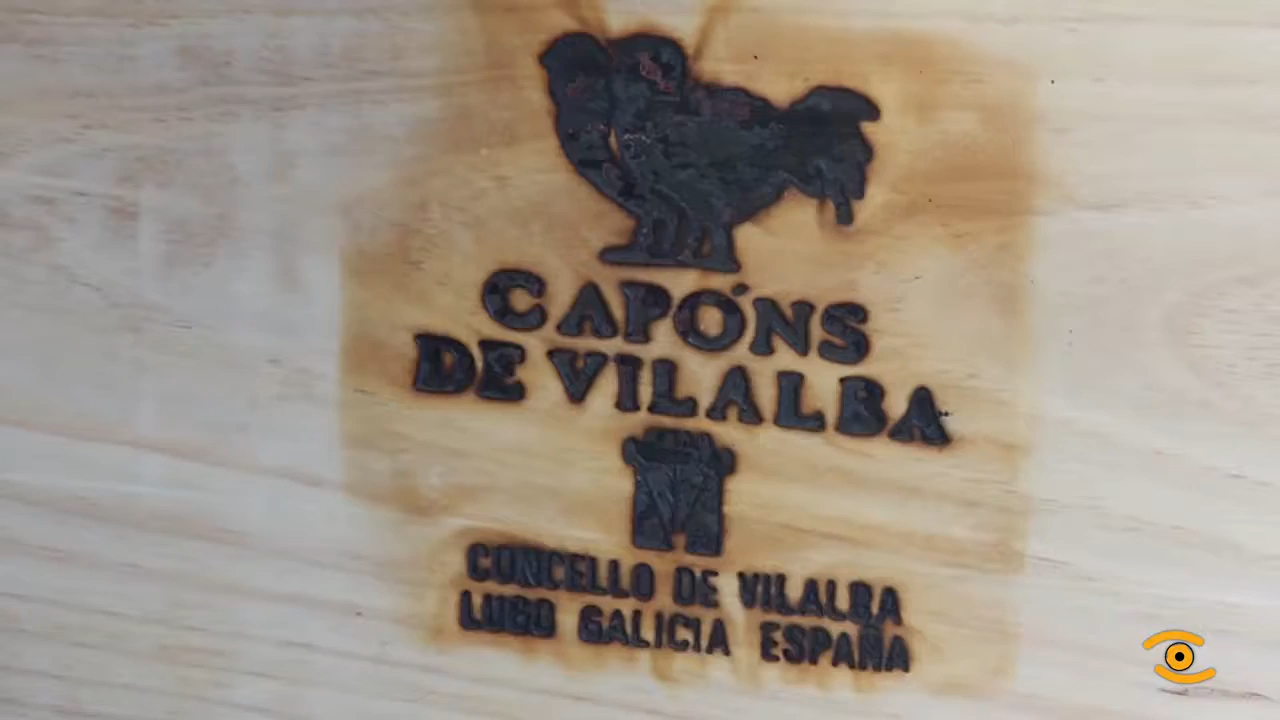 CAPÓNS
DE VILALBA
CONCELLO DE VILALBA
LUGO GALICIA ESPAÑA